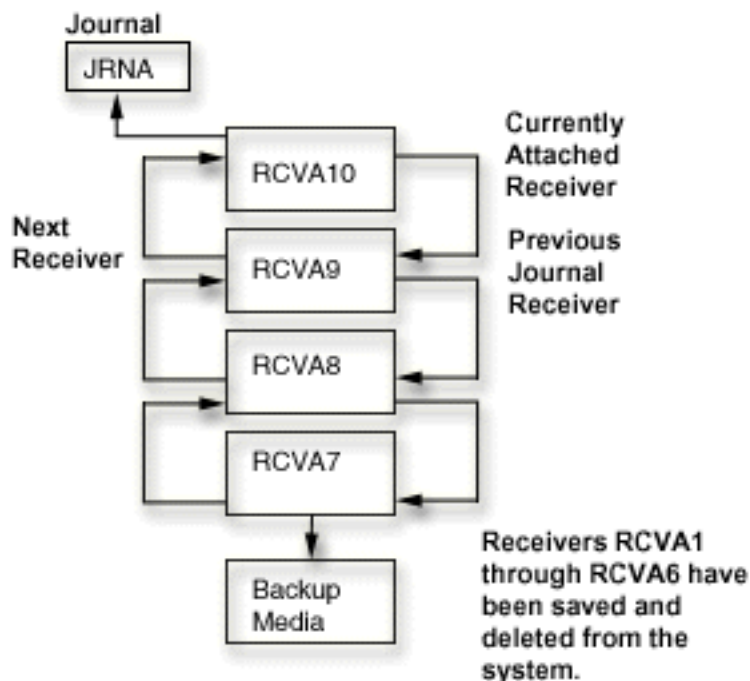 Journal
JRNA
RCVA10
Currently
Attached
Receiver
Next
Receiver
RCVA9
Previous
Journal
Receiver
RCVA8
RCVA7
Backup
Media
Receivers RCVA1
through RCVA6 have
been saved and
deleted from the
system.